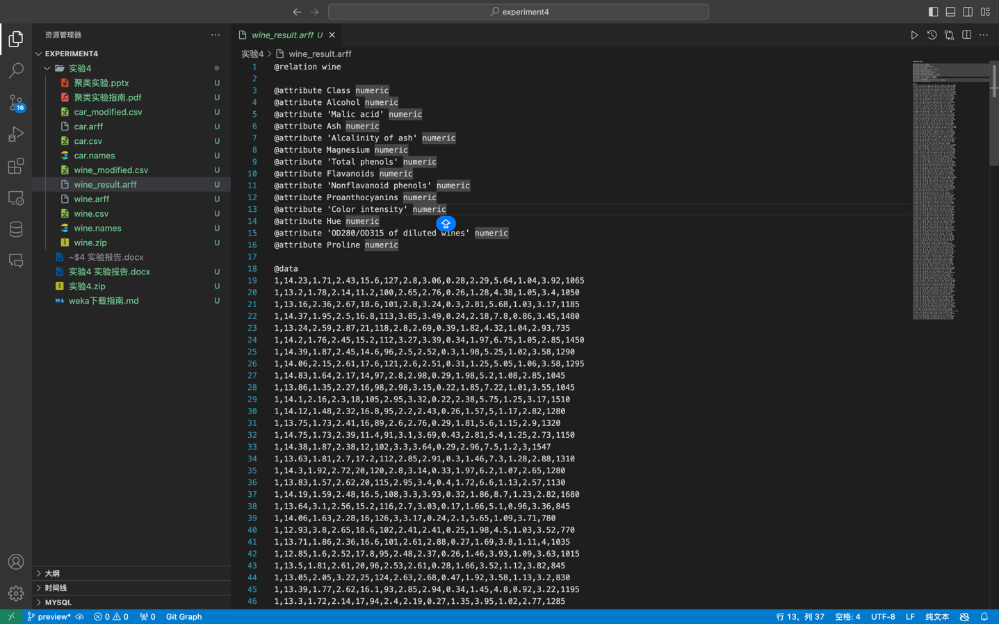 experiment4
资源管理器
EXPERIMENT4
实验4
聚类实验.pptx U
聚类实验指南.pdf U
car_modified.csv U
car.arff U
car.csv U
car.names U
wine_modified.csv U
wine_result.arff U
wine.arff U
wine.csv U
wine.names U
wine.zip U
~$4 实验报告.docx
实验4 实验报告.docx U
实验4.zip U
weka下载指南.md U
16
大纲
时间线
MYSQL
wine_result.arff U
实验4 > wine_result.arff
1 @relation wine
2
3 @attribute Class numeric
4 @attribute Alcohol numeric
5 @attribute 'Malic acid' numeric
6 @attribute Ash numeric
7 @attribute 'Alcalinity of ash' numeric
8 @attribute Magnesium numeric
9 @attribute 'Total phenols' numeric
10 @attribute Flavanoids numeric
11 @attribute 'Nonflavanoid phenols' numeric
12 @attribute Proanthocyanins numeric
13 @attribute 'Color intensity' numeric
14 @attribute Hue numeric
15 @attribute 'OD280/OD315 of diluted wines' numeric
16 @attribute Proline numeric
17
18 @data
19 1,14.23,1.71,2.43,15.6,127,2.8,3.06,0.28,2.29,5.64,1.04,3.92,1065
20 1,13.2,1.78,2.14,11.2,100,2.65,2.76,0.26,1.28,4.38,1.05,3.4,1050
21 1,13.16,2.36,2.67,18.6,101,2.8,3.24,0.3,2.81,5.68,1.03,3.17,1185
22 1,14.37,1.95,2.5,16.8,113,3.85,3.49,0.24,2.18,7.8,0.86,3.45,1480
23 1,13.24,2.59,2.87,21,118,2.8,2.69,0.39,1.82,4.32,1.04,2.93,735
24 1,14.2,1.76,2.45,15.2,112,3.27,3.39,0.34,1.97,6.75,1.05,2.85,1450
25 1,14.39,1.87,2.45,14.6,96,2.5,2.52,0.3,1.98,5.25,1.02,3.58,1290
26 1,14.06,2.15,2.61,17.6,121,2.6,2.51,0.31,1.25,5.05,1.06,3.58,1295
27 1,14.83,1.64,2.17,14,97,2.8,2.98,0.29,1.98,5.2,1.08,2.85,1045
28 1,13.86,1.35,2.27,16,98,2.98,3.15,0.22,1.85,7.22,1.01,3.55,1045
29 1,14.1,2.16,2.3,18,105,2.95,3.32,0.22,2.38,5.75,1.25,3.17,1510
30 1,14.12,1.48,2.32,16.8,95,2.2,2.43,0.26,1.57,5,1.17,2.82,1280
31 1,13.75,1.73,2.41,16,89,2.6,2.76,0.29,1.81,5.6,1.15,2.9,1320
32 1,14.75,1.73,2.39,11.4,91,3.1,3.69,0.43,2.81,5.4,1.25,2.73,1150
33 1,14.38,1.87,2.38,12,102,3.3,3.64,0.29,2.96,7.5,1.2,3,1547
34 1,13.63,1.81,2.7,17.2,112,2.85,2.91,0.3,1.46,7.3,1.28,2.88,1310
35 1,14.3,1.92,2.72,20,120,2.8,3.14,0.33,1.97,6.2,1.07,2.65,1280
36 1,13.83,1.57,2.62,20,115,2.95,3.4,0.4,1.72,6.6,1.13,2.57,1130
37 1,14.19,1.59,2.48,16.5,108,3.3,3.93,0.32,1.86,8.7,1.23,2.82,1680
38 1,13.64,3.1,2.56,15.2,116,2.7,3.03,0.17,1.66,5.1,0.96,3.36,845
39 1,14.06,1.63,2.28,16,126,3,3.17,0.24,2.1,5.65,1.09,3.71,780
40 1,12.93,3.8,2.65,18.6,102,2.41,2.41,0.25,1.98,4.5,1.03,3.52,770
41 1,13.71,1.86,2.36,16.6,101,2.61,2.88,0.27,1.69,3.8,1.11,4,1035
42 1,12.85,1.6,2.52,17.8,95,2.48,2.37,0.26,1.46,3.93,1.09,3.63,1015
43 1,13.5,1.81,2.61,20,96,2.53,2.61,0.28,1.66,3.52,1.12,3.82,845
44 1,13.05,2.05,3.22,25,124,2.63,2.68,0.47,1.92,3.58,1.13,3.2,830
45 1,13.39,1.77,2.62,16.1,93,2.85,2.94,0.34,1.45,4.8,0.92,3.22,1195
46 1,13.3,1.72,2.14,17,94,2.4,2.19,0.27,1.35,3.95,1.02,2.77,1285
preview* 0 0 0 Git Graph 行 13，列 37 空格: 4 UTF-8 LF 纯文本